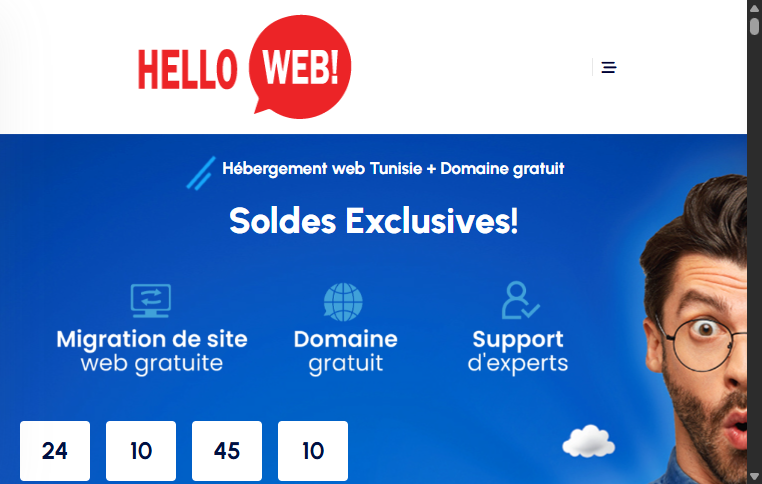 HELLO WEB!
Hébergement web Tunisie + Domaine gratuit
Soldes Exclusives!
Migration de site
web gratuite
Domaine
gratuit
Support
d'experts
24 10 45 10